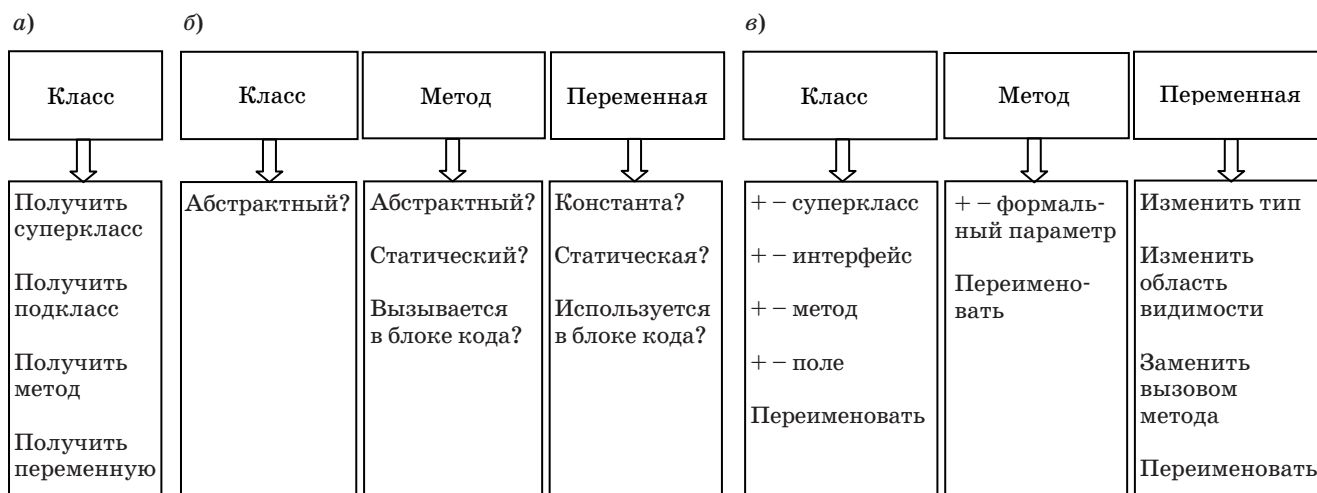 а)
Класс
Получить
суперкласс
Получить
подкласс
Получить
метод
Получить
переменную
б)
Класс
Абстрактный?
Метод
Абстрактный?
Статический?
Вызывается
в блоке кода?
Переменная
Константа?
Статическая?
Используется
в блоке кода?
в)
Класс
+ − суперкласс
+ − интерфейс
+ − метод
+ − поле
Переименовать
Метод
+ − формаль-
ный параметр
Переимено-
вать
Переменная
Изменить тип
Изменить
область
видимости
Заменить
вызовом
метода
Переименовать